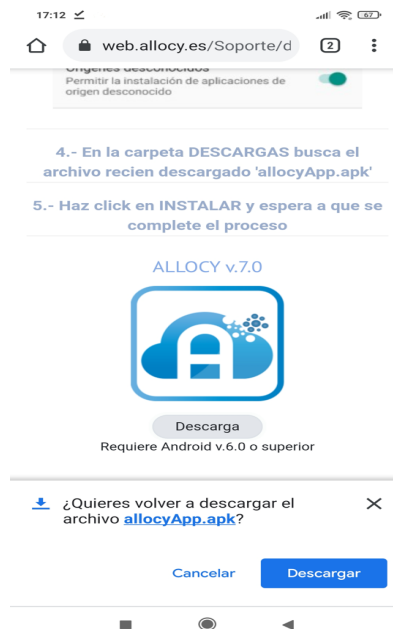 17:12
67
web.allocy.es/Soporte/d
2
Orígenes desconocidos
Permitir la instalación de aplicaciones de
origen desconocido
4.- En la carpeta DESCARGAS busca el
archivo recien descargado 'allocyApp.apk'
5.- Haz click en INSTALAR y espera a que se
complete el proceso
ALLOCY v.7.0
A
Descarga
Requiere Android v.6.0 o superior
¿Quieres volver a descargar el
archivo allocyApp.apk?
Cancelar
Descargar